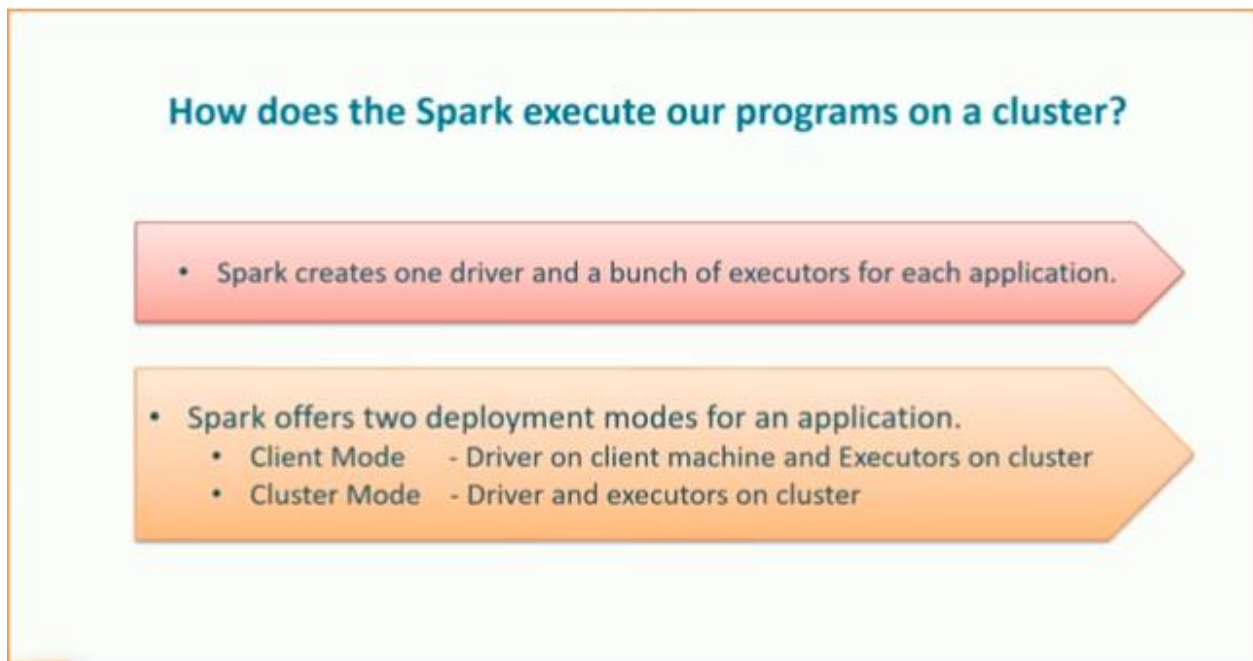 How does the Spark execute our programs on a cluster?
• Spark creates one driver and a bunch of executors for each application.
• Spark offers two deployment modes for an application.
• Client Mode - Driver on client machine and Executors on cluster
• Cluster Mode - Driver and executors on cluster